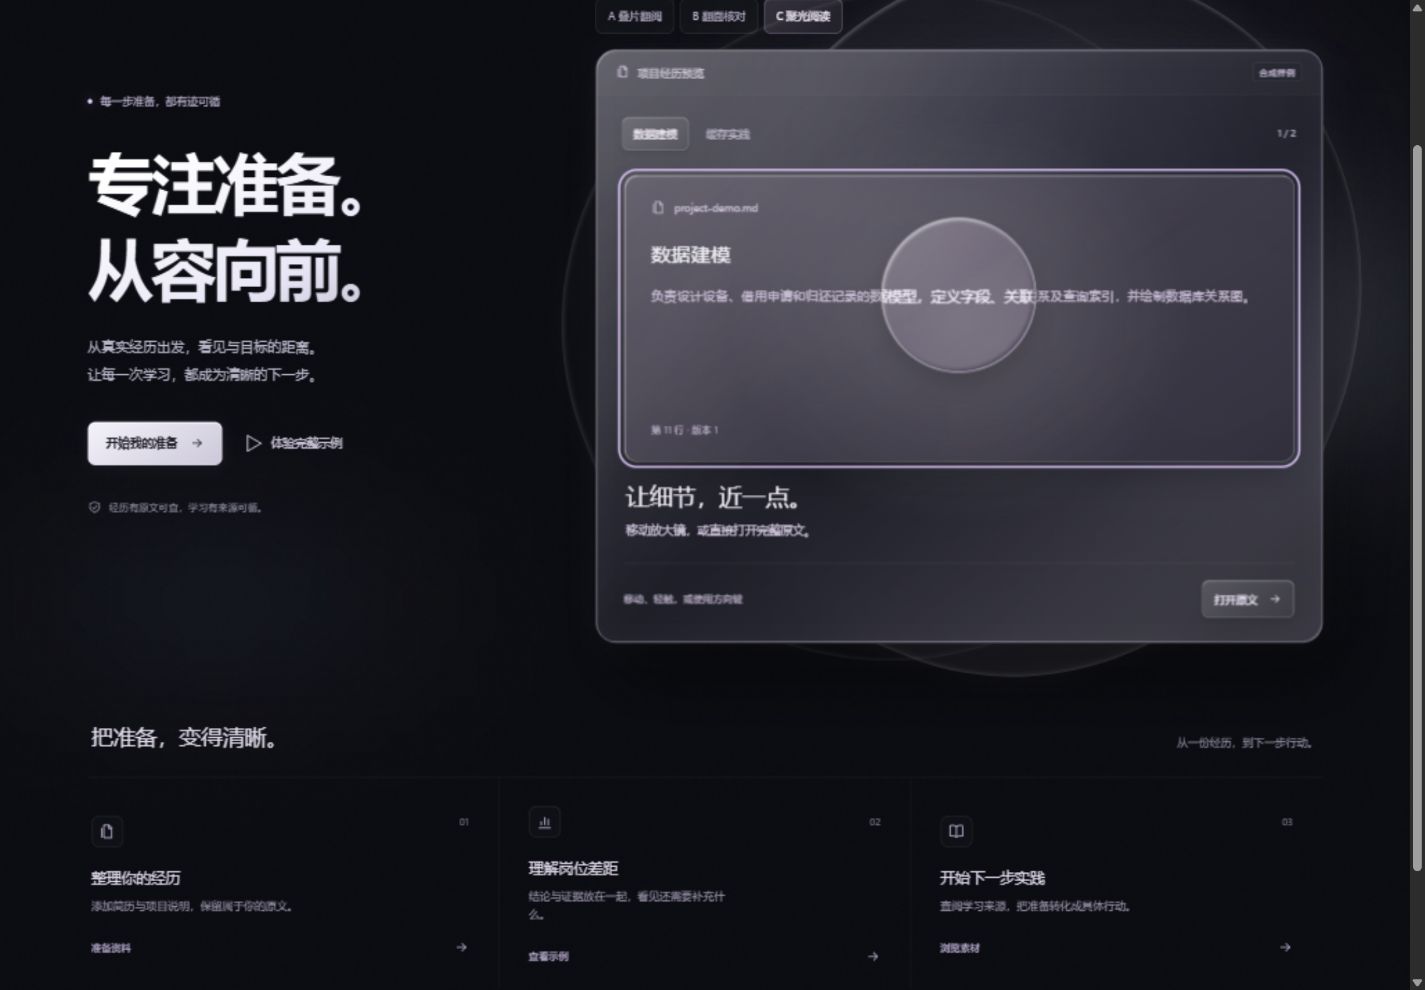 A 叠片翻阅
B 翻面核对
C 聚光阅读
每一步准备，都有迹可循
专注准备。
从容向前。
从真实经历出发，看见与目标的距离。
让每一次学习，都成为清晰的下一步。
开始我的准备 →
体验完整示例
经历有原文可查，学习有来源可循。
项目经历预览
合成样例
数据建模
缓存实践
1 / 2
project-demo.md
数据建模
负责设计设备、借用申请和归还记录的数模型，定义字段、关联系及查询索引，并绘制数据库关系图。
第 11 行 · 版本 1
让细节，近一点。
移动放大镜，或直接打开完整原文。
移动、轻触，或使用方向键
打开原文 →
把准备，变得清晰。
从一份经历，到下一步行动。
01
整理你的经历
添加简历与项目说明，保留属于你的原文。
准备资料 →
02
理解岗位差距
结论与证据放在一起，看见还需要补充什
么。
查看示例 →
03
开始下一步实践
查阅学习来源，把准备转化成具体行动。
浏览素材 →